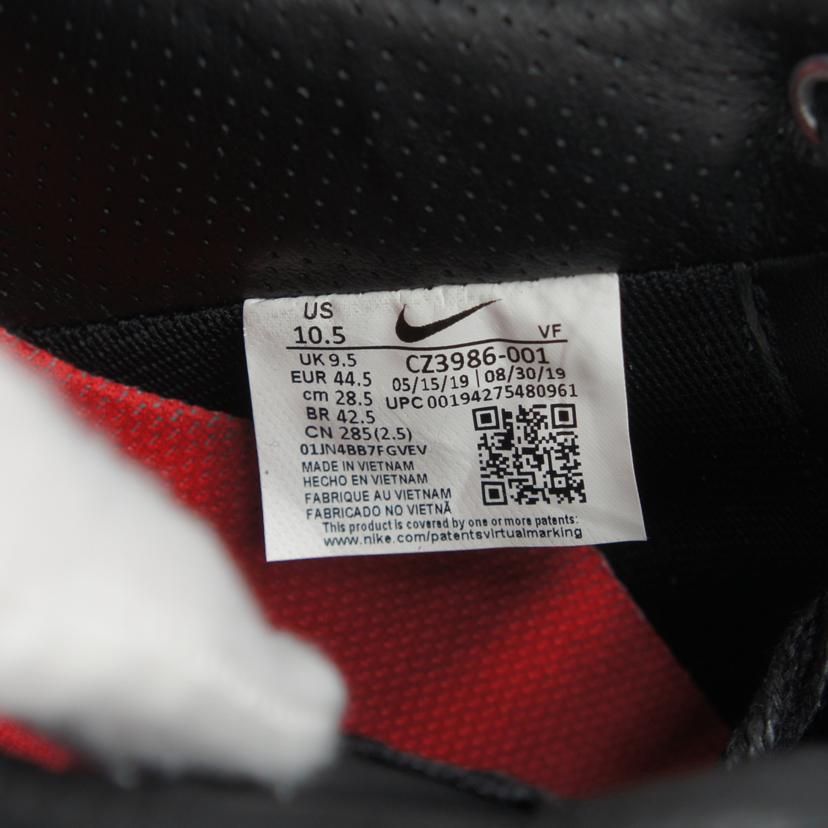 US
10.5 VF
UK 9.5 CZ3986-001
EUR 44.5 05/15/19 | 08/30/19
cm 28.5 UPC 00194275480961
BR 42.5
CN 285(2.5)
01JN4BB7FGVEV
MADE IN VIETNAM
HECHO EN VIETNAM
FABRIQUE AU VIETNAM
FABRICADO NO VIETNÃ
This product is covered by one or more patents:
www.nike.com/patentsvirtualmarking